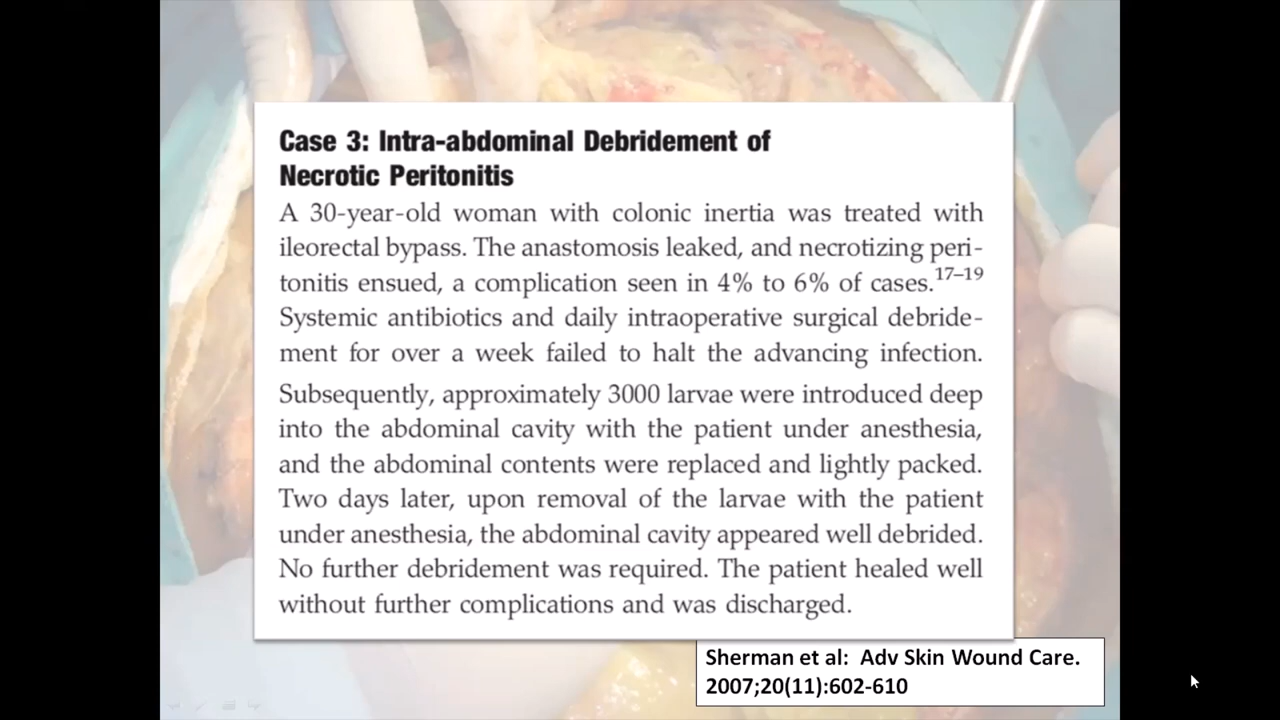 Case 3: Intra-abdominal Debridement of
Necrotic Peritonitis
A 30-year-old woman with colonic inertia was treated with
ileorectal bypass. The anastomosis leaked, and necrotizing peri-
tonitis ensued, a complication seen in 4% to 6% of cases.17–19
Systemic antibiotics and daily intraoperative surgical debride-
ment for over a week failed to halt the advancing infection.
Subsequently, approximately 3000 larvae were introduced deep
into the abdominal cavity with the patient under anesthesia,
and the abdominal contents were replaced and lightly packed.
Two days later, upon removal of the larvae with the patient
under anesthesia, the abdominal cavity appeared well debrided.
No further debridement was required. The patient healed well
without further complications and was discharged.
Sherman et al:  Adv Skin Wound Care.
2007;20(11):602-610